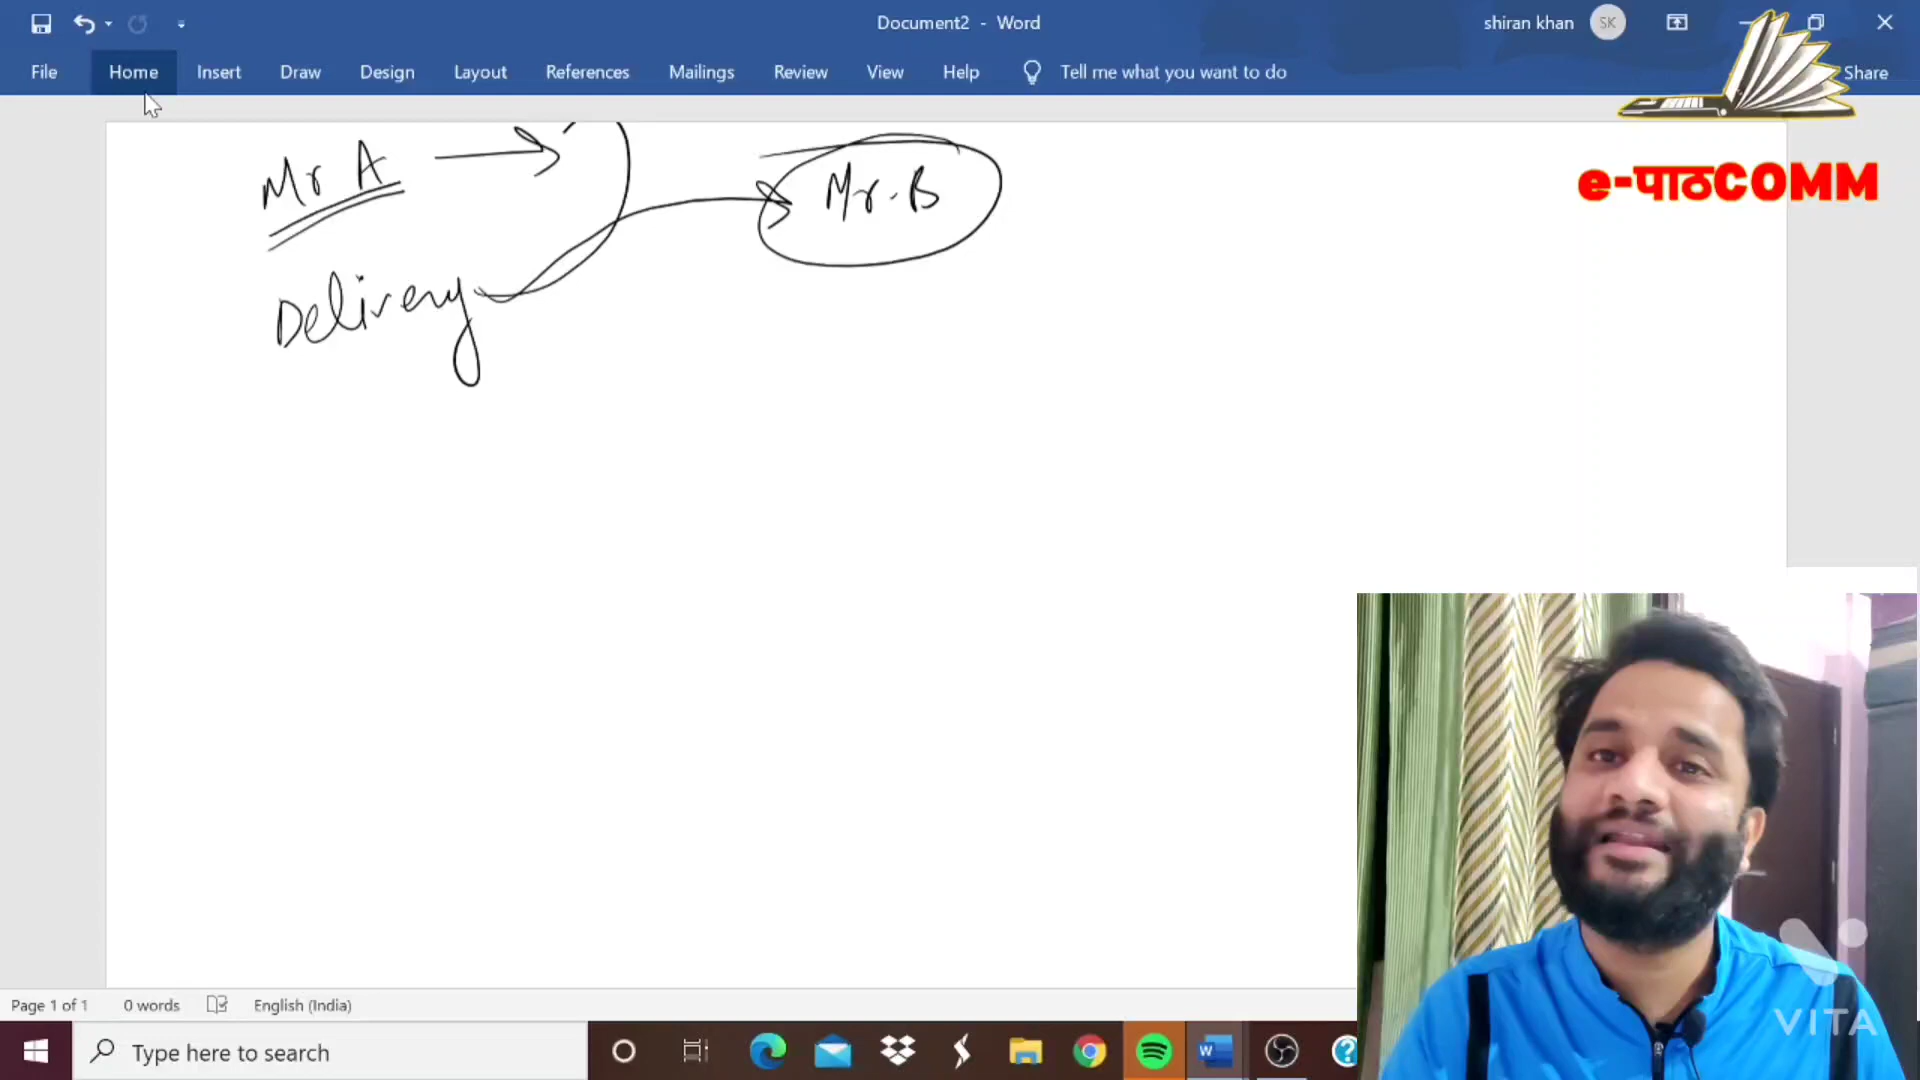 Document2 - Word
shiran khan SK
File Home Insert Draw Design Layout References Mailings Review View Help Tell me what you want to do Share
e-पाठCOMM
Mr A
Mr. B
Delivery
Page 1 of 1 0 words English (India)
VITA
Type here to search